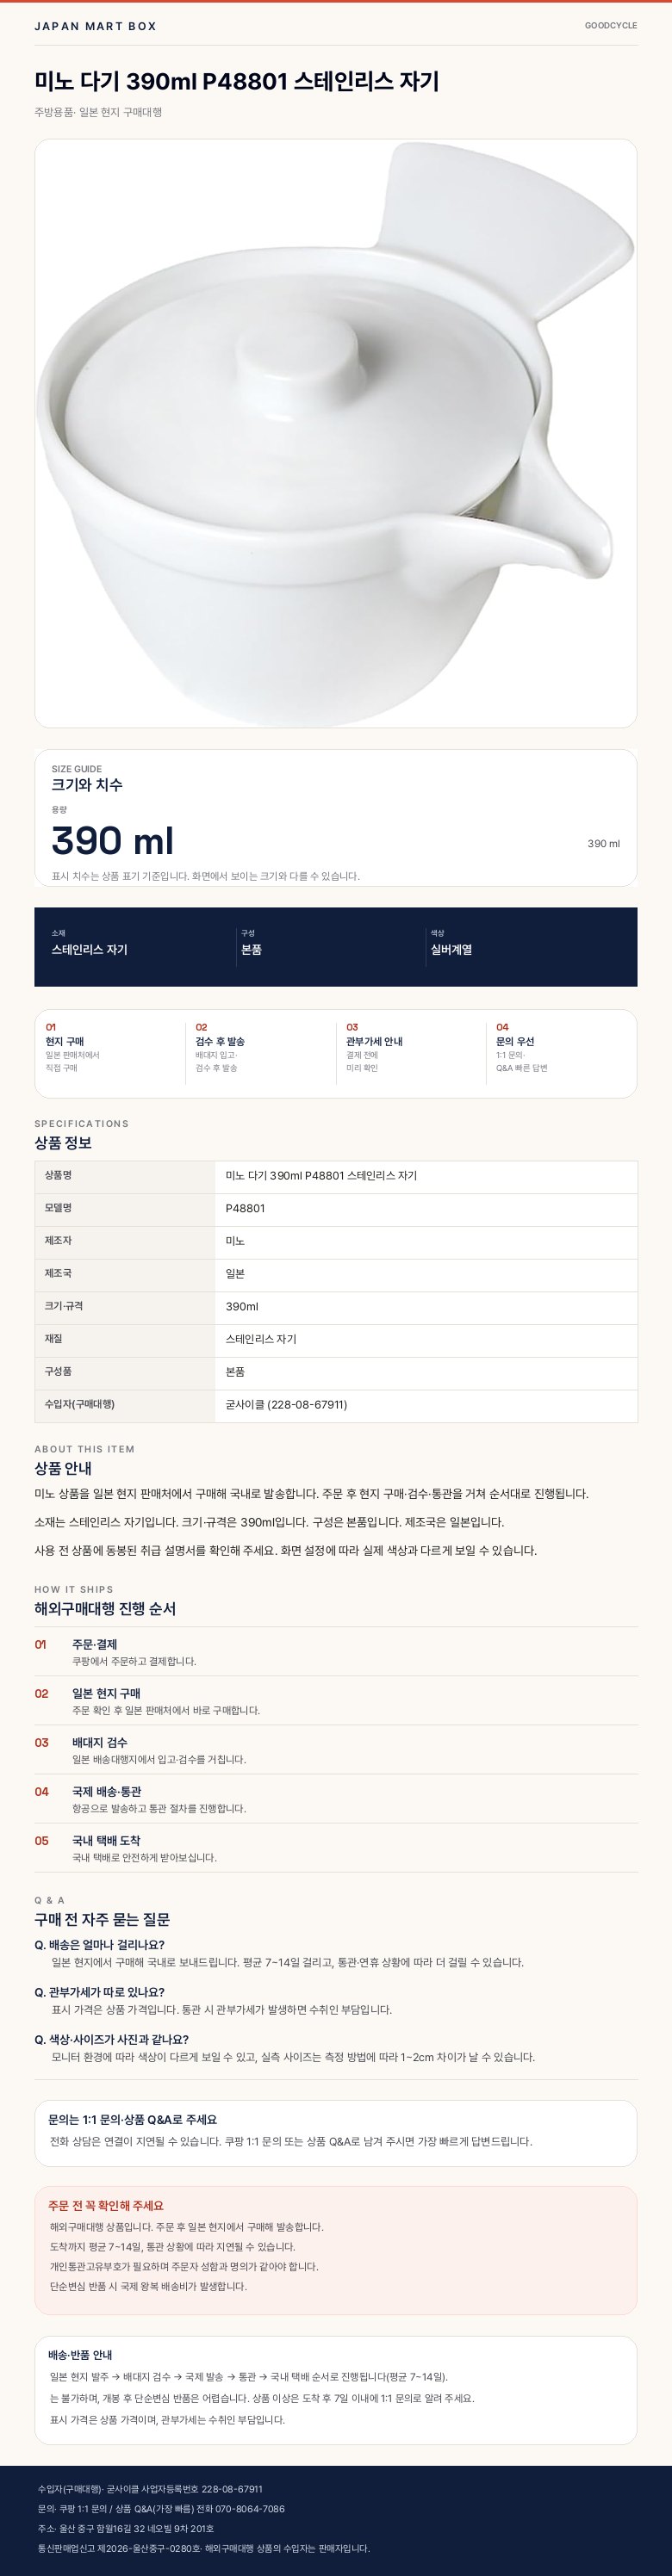 JAPAN MART BOX
GOODCYCLE
미노 다기 390ml P48801 스테인리스 자기
주방용품· 일본 현지 구매대행
SIZE GUIDE
크기와 치수
용량
390 ml
390 ml
표시 치수는 상품 표기 기준입니다. 화면에서 보이는 크기와 다를 수 있습니다.
소재
스테인리스 자기
구성
본품
색상
실버계열
01
현지 구매
일본 판매처에서
직접 구매
02
검수 후 발송
배대지 입고·
검수 후 발송
03
관부가세 안내
결제 전에
미리 확인
04
문의 우선
1:1 문의·
Q&A 빠른 답변
SPECIFICATIONS
상품 정보
상품명 미노 다기 390ml P48801 스테인리스 자기
모델명 P48801
제조자 미노
제조국 일본
크기·규격 390ml
재질 스테인리스 자기
구성품 본품
수입자(구매대행) 굳사이클 (228-08-67911)
ABOUT THIS ITEM
상품 안내
미노 상품을 일본 현지 판매처에서 구매해 국내로 발송합니다. 주문 후 현지 구매·검수·통관을 거쳐 순서대로 진행됩니다.
소재는 스테인리스 자기입니다. 크기·규격은 390ml입니다. 구성은 본품입니다. 제조국은 일본입니다.
사용 전 상품에 동봉된 취급 설명서를 확인해 주세요. 화면 설정에 따라 실제 색상과 다르게 보일 수 있습니다.
HOW IT SHIPS
해외구매대행 진행 순서
01 주문·결제
쿠팡에서 주문하고 결제합니다.
02 일본 현지 구매
주문 확인 후 일본 판매처에서 바로 구매합니다.
03 배대지 검수
일본 배송대행지에서 입고·검수를 거칩니다.
04 국제 배송·통관
항공으로 발송하고 통관 절차를 진행합니다.
05 국내 택배 도착
국내 택배로 안전하게 받아보십니다.
Q & A
구매 전 자주 묻는 질문
Q. 배송은 얼마나 걸리나요?
일본 현지에서 구매해 국내로 보내드립니다. 평균 7-14일 걸리고, 통관·연휴 상황에 따라 더 걸릴 수 있습니다.
Q. 관부가세가 따로 있나요?
표시 가격은 상품 가격입니다. 통관 시 관부가세가 발생하면 수취인 부담입니다.
Q. 색상·사이즈가 사진과 같나요?
모니터 환경에 따라 색상이 다르게 보일 수 있고, 실측 사이즈는 측정 방법에 따라 1~2cm 차이가 날 수 있습니다.
문의는 1:1 문의·상품 Q&A로 주세요
전화 상담은 연결이 지연될 수 있습니다. 쿠팡 1:1 문의 또는 상품 Q&A로 남겨 주시면 가장 빠르게 답변드립니다.
주문 전 꼭 확인해 주세요
해외구매대행 상품입니다. 주문 후 일본 현지에서 구매해 발송합니다.
도착까지 평균 7-14일, 통관 상황에 따라 지연될 수 있습니다.
개인통관고유부호가 필요하며 주문자 성함과 명의가 같아야 합니다.
단순변심 반품 시 국제 왕복 배송비가 발생합니다.
배송·반품 안내
일본 현지 발주 → 배대지 검수 → 국제 발송 → 통관 → 국내 택배 순서로 진행됩니다(평균 7-14일).
는 불가하며, 개봉 후 단순변심 반품은 어렵습니다. 상품 이상은 도착 후 7일 이내에 1:1 문의로 알려 주세요.
표시 가격은 상품 가격이며, 관부가세는 수취인 부담입니다.
수입자(구매대행)· 굳사이클 사업자등록번호 228-08-67911
문의· 쿠팡 1:1 문의 / 상품 Q&A(가장 빠름) 전화 070-8064-7086
주소· 울산 중구 함월16길 32 네오빌 9차 201호
통신판매업신고 제2026-울산중구-0280호· 해외구매대행 상품의 수입자는 판매자입니다.